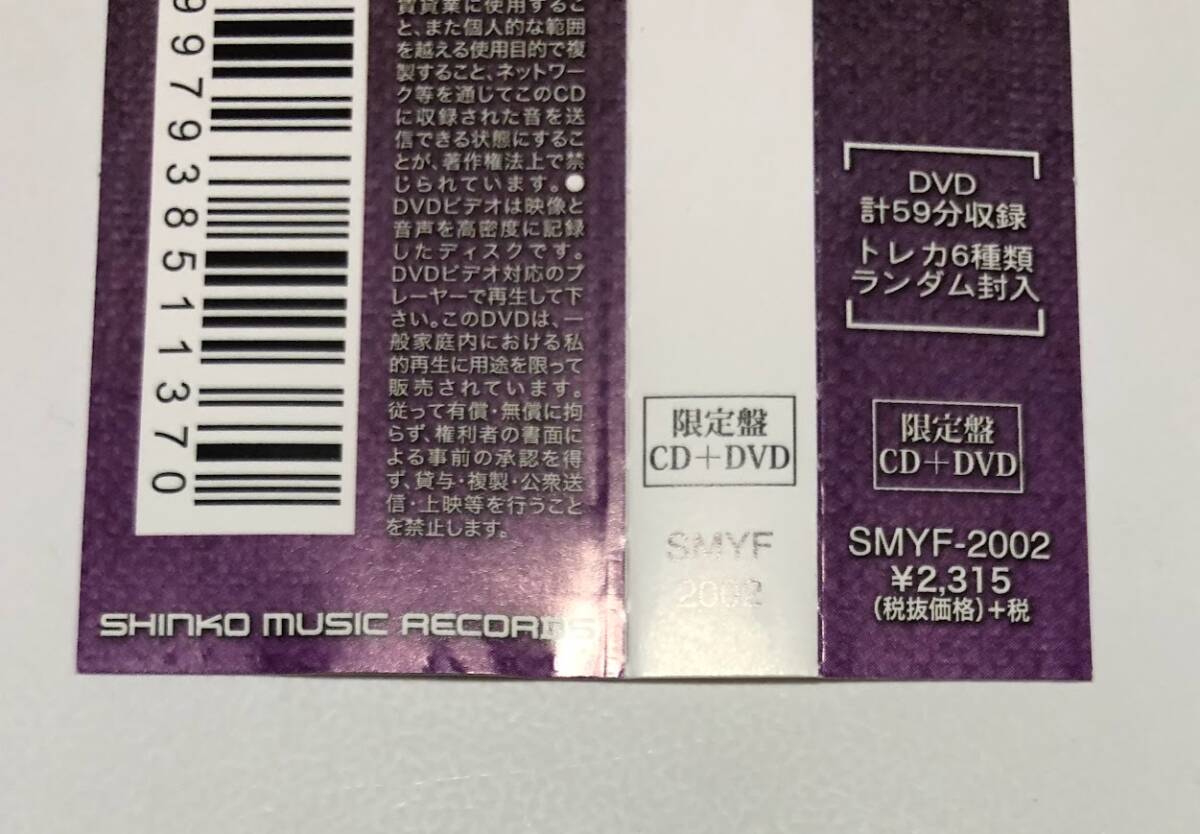 997938511370
賃貸業に使用するこ
と、また個人的な範囲
を越える使用目的で複
製すること、ネットワー
ク等を通じてこのCD
に収録された音を送
信できる状態にするこ
とが、著作権法上で禁
じられています。●
DVDビデオは映像と
音声を高密度に記録
したディスクです。
DVDビデオ対応のプ
レーヤーで再生して下
さい。このDVDは、一
般家庭内における私
的再生に用途を限って
販売されています。
従って有償・無償に拘
らず、権利者の書面に
よる事前の承認を得
ず、貸与・複製・公衆送
信・上映等を行うこと
を禁止します。
SHINKO MUSIC RECORDS
限定盤
CD+DVD
SMYF
2002
DVD
計59分収録
トレカ6種類
ランダム封入
限定盤
CD+DVD
SMYF-2002
¥2,315
(税抜価格)+税